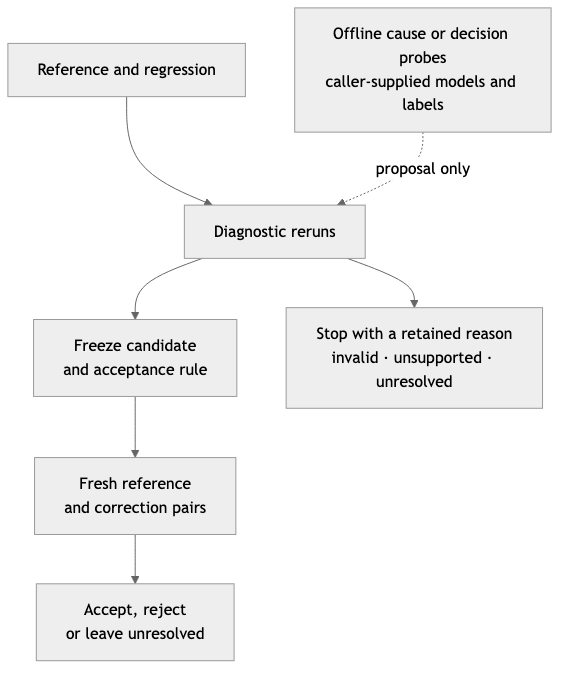 Offline cause or decision
probes
caller-supplied models and
labels
Reference and regression
proposal only
Diagnostic reruns
Freeze candidate
and acceptance rule
Stop with a retained reason
invalid · unsupported ·
unresolved
Fresh reference
and correction pairs
Accept, reject
or leave unresolved